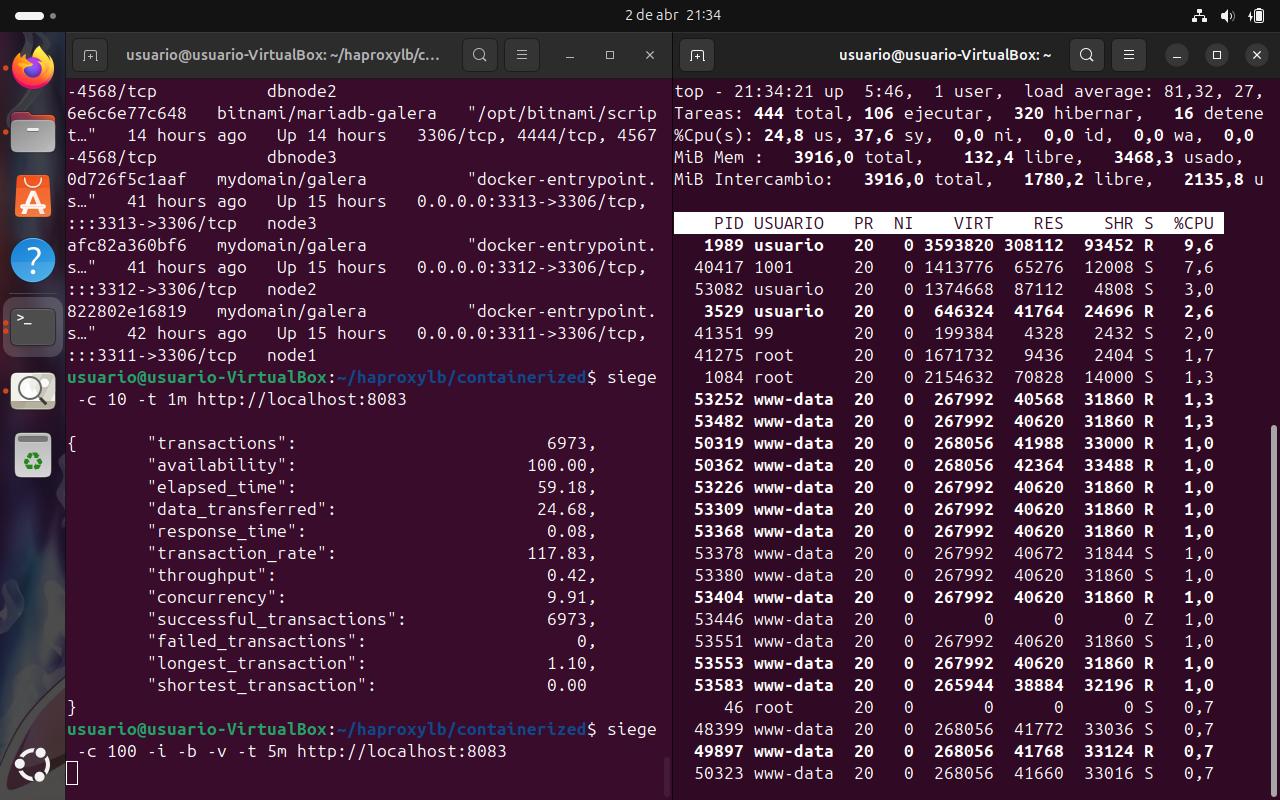 2 de abr 21:34
usuario@usuario-VirtualBox: ~/haproxylb/c...
-4568/tcp           dbnode2
6e6c6e77c648   bitnami/mariadb-galera   "/opt/bitnami/scrip
t…"   14 hours ago   Up 14 hours   3306/tcp, 4444/tcp, 4567
-4568/tcp           dbnode3
0d726f5c1aaf   mydomain/galera          "docker-entrypoint.
s…"   41 hours ago   Up 15 hours   0.0.0.0:3313->3306/tcp,
:::3313->3306/tcp   node3
afc82a360bf6   mydomain/galera          "docker-entrypoint.
s…"   41 hours ago   Up 15 hours   0.0.0.0:3312->3306/tcp,
:::3312->3306/tcp   node2
822802e16819   mydomain/galera          "docker-entrypoint.
s…"   42 hours ago   Up 15 hours   0.0.0.0:3311->3306/tcp,
:::3311->3306/tcp   node1
usuario@usuario-VirtualBox:~/haproxylb/containerized$ siege
 -c 10 -t 1m http://localhost:8083
{       "transactions":                         6973,
        "availability":                       100.00,
        "elapsed_time":                        59.18,
        "data_transferred":                    24.68,
        "response_time":                        0.08,
        "transaction_rate":                   117.83,
        "throughput":                           0.42,
        "concurrency":                          9.91,
        "successful_transactions":              6973,
        "failed_transactions":                     0,
        "longest_transaction":                  1.10,
        "shortest_transaction":                 0.00
}
usuario@usuario-VirtualBox:~/haproxylb/containerized$ siege
 -c 100 -i -b -v -t 5m http://localhost:8083
usuario@usuario-VirtualBox: ~
top - 21:34:21 up  5:46,  1 user,  load average: 81,32, 27,
Tareas: 444 total, 106 ejecutar,  320 hibernar,   16 detene
%Cpu(s): 24,8 us, 37,6 sy,  0,0 ni,  0,0 id,  0,0 wa,  0,0
MiB Mem :   3916,0 total,    132,4 libre,   3468,3 usado,
MiB Intercambio:   3916,0 total,   1780,2 libre,   2135,8 u
    PID USUARIO   PR  NI    VIRT    RES    SHR S  %CPU
   1989 usuario   20   0 3593820 308112  93452 R   9,6
  40417 1001      20   0 1413776  65276  12008 S   7,6
  53082 usuario   20   0 1374668  87112   4808 S   3,0
   3529 usuario   20   0  646324  41764  24696 R   2,6
  41351 99        20   0  199384   4328   2432 S   2,0
  41275 root      20   0 1671732   9436   2404 S   1,7
   1084 root      20   0 2154632  70828  14000 S   1,3
  53252 www-data  20   0  267992  40568  31860 R   1,3
  53482 www-data  20   0  267992  40620  31860 R   1,3
  50319 www-data  20   0  268056  41988  33000 R   1,0
  50362 www-data  20   0  268056  42364  33488 R   1,0
  53226 www-data  20   0  267992  40620  31860 R   1,0
  53309 www-data  20   0  267992  40620  31860 R   1,0
  53368 www-data  20   0  267992  40620  31860 R   1,0
  53378 www-data  20   0  267992  40672  31844 S   1,0
  53380 www-data  20   0  267992  40620  31860 S   1,0
  53404 www-data  20   0  267992  40620  31860 R   1,0
  53446 www-data  20   0       0      0      0 Z   1,0
  53551 www-data  20   0  267992  40620  31860 S   1,0
  53553 www-data  20   0  267992  40620  31860 R   1,0
  53583 www-data  20   0  265944  38884  32196 R   1,0
     46 root      20   0       0      0      0 S   0,7
  48399 www-data  20   0  268056  41772  33036 S   0,7
  49897 www-data  20   0  268056  41768  33124 R   0,7
  50323 www-data  20   0  268056  41660  33016 S   0,7